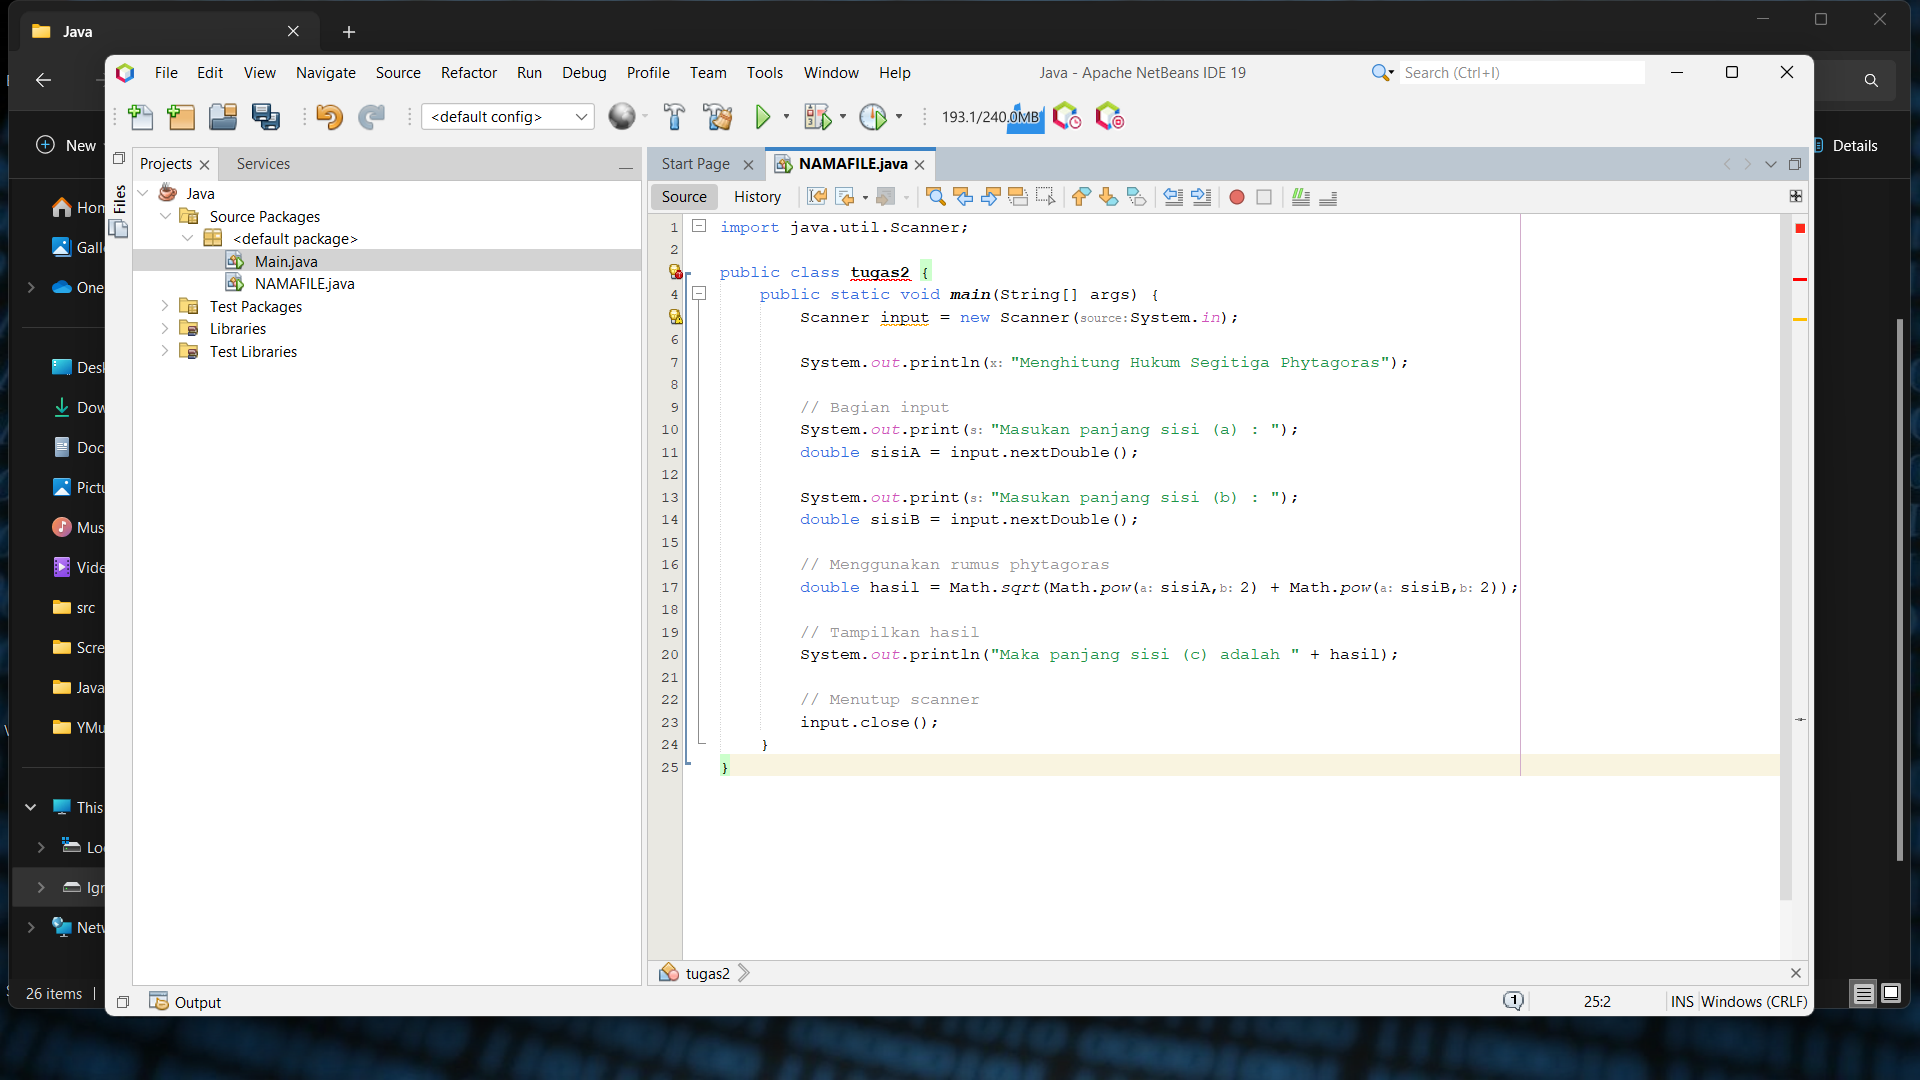 Java
New
Details
Home
Gall
One
Desk
Dow
Doc
Pictu
Mus
Vide
src
Scre
Java
YMu
This
Loc
Netw
26 items
File Edit View Navigate Source Refactor Run Debug Profile Team Tools Window Help
Java - Apache NetBeans IDE 19
Search (Ctrl+I)
<default config>
193.1/240.0MB
Files
Projects
Services
Java
Source Packages
<default package>
Main.java
NAMAFILE.java
Test Packages
Libraries
Test Libraries
Start Page
NAMAFILE.java
Source History
1 import java.util.Scanner;
2
public class tugas2 {
4 public static void main(String[] args) {
Scanner input = new Scanner(source:System.in);
6
7 System.out.println(x: "Menghitung Hukum Segitiga Phytagoras");
8
9 // Bagian input
10 System.out.print(s: "Masukan panjang sisi (a) : ");
11 double sisiA = input.nextDouble();
12
13 System.out.print(s: "Masukan panjang sisi (b) : ");
14 double sisiB = input.nextDouble();
15
16 // Menggunakan rumus phytagoras
17 double hasil = Math.sqrt(Math.pow(a: sisiA,b: 2) + Math.pow(a: sisiB,b: 2));
18
19 // Tampilkan hasil
20 System.out.println("Maka panjang sisi (c) adalah " + hasil);
21
22 // Menutup scanner
23 input.close();
24 }
25 }
tugas2
Output
1
25:2
INS
Windows (CRLF)